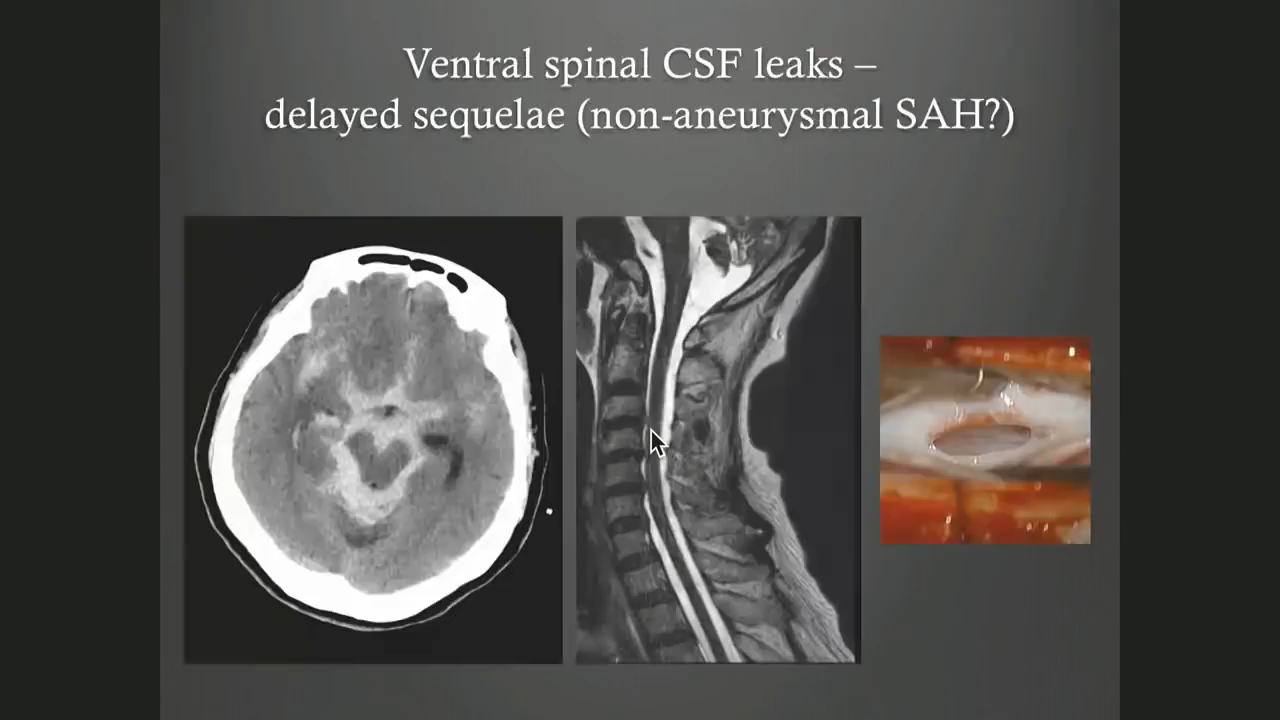 Ventral spinal CSF leaks –
delayed sequelae (non-aneurysmal SAH?)